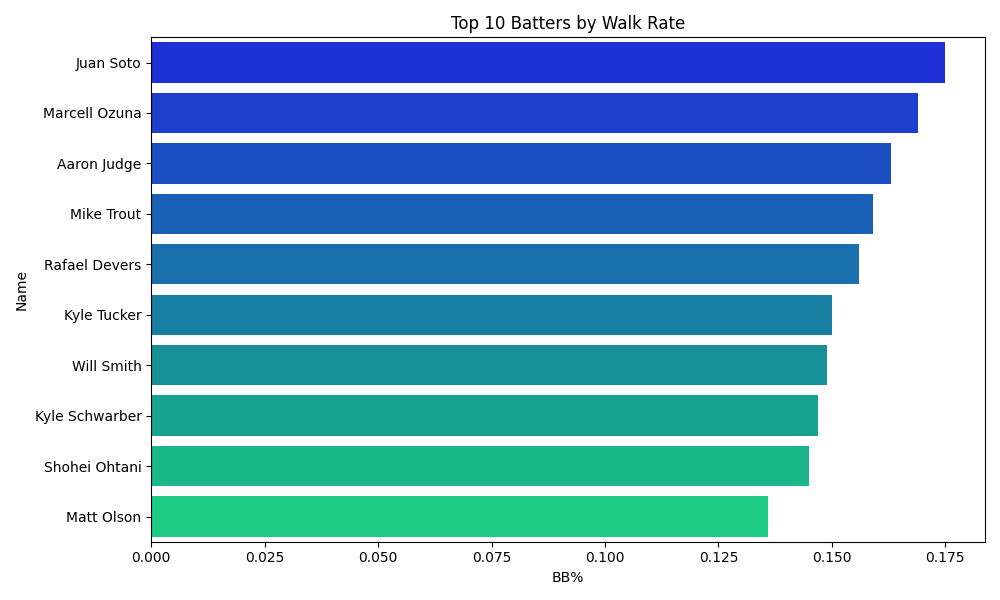 Top 10 Batters by Walk Rate
Juan Soto
Marcell Ozuna
Aaron Judge
Mike Trout
Rafael Devers
Kyle Tucker
Will Smith
Kyle Schwarber
Shohei Ohtani
Matt Olson
Name
0.000 0.025 0.050 0.075 0.100 0.125 0.150 0.175
BB%